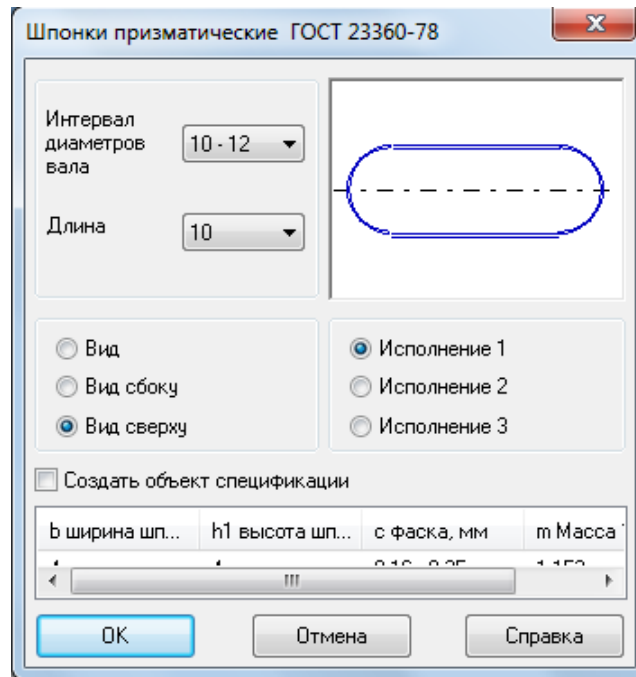 Шпонки призматические ГОСТ 23360-78
Интервал
диаметров
вала
10 - 12
Длина
10
Вид
Вид сбоку
Вид сверху
Исполнение 1
Исполнение 2
Исполнение 3
Создать объект спецификации
b ширина шп... h1 высота шп... c фаска, мм m Масса
OK Отмена Справка